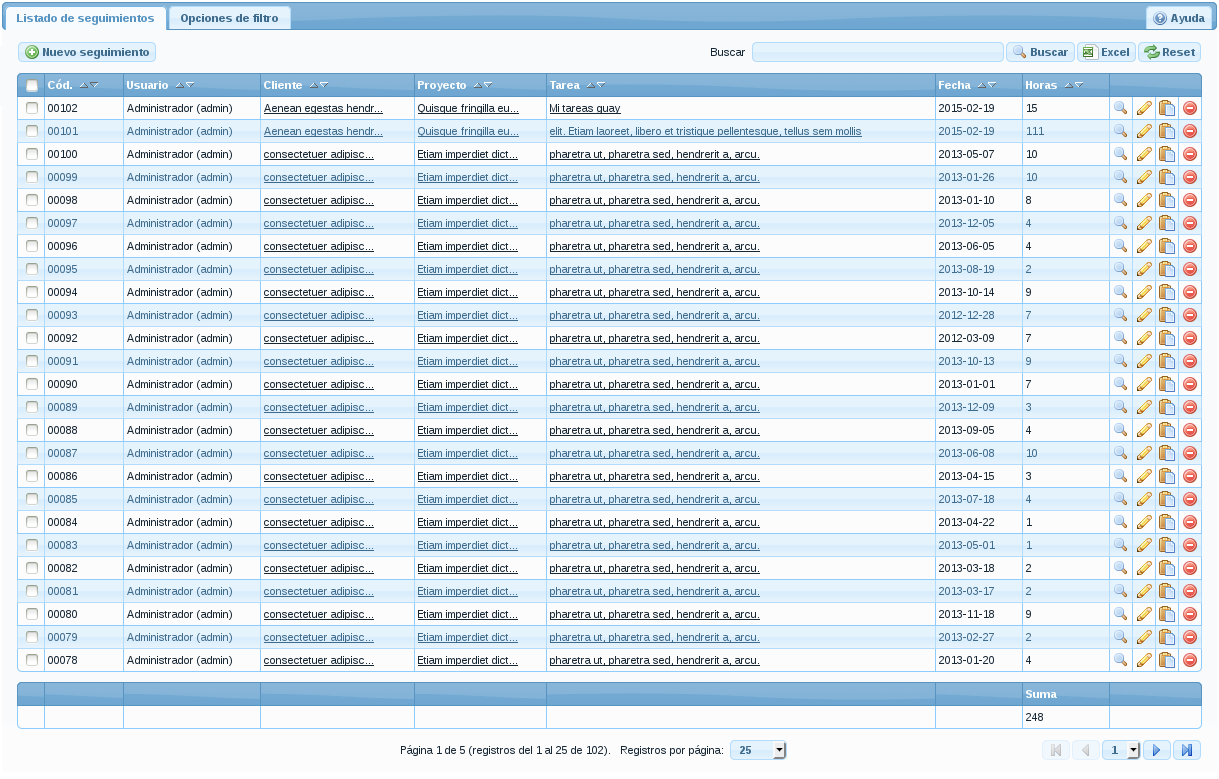 Listado de seguimientos Opciones de filtro Ayuda
Nuevo seguimiento Buscar Buscar Excel Reset
Cód. Usuario Cliente Proyecto Tarea Fecha Horas
00102 Administrador (admin) Aenean egestas hendr... Quisque fringilla eu... Mi tareas guay 2015-02-19 15
00101 Administrador (admin) Aenean egestas hendr... Quisque fringilla eu... elit. Etiam laoreet, libero et tristique pellentesque, tellus sem mollis 2015-02-19 111
00100 Administrador (admin) consectetuer adipisc... Etiam imperdiet dict... pharetra ut, pharetra sed, hendrerit a, arcu. 2013-05-07 10
00099 Administrador (admin) consectetuer adipisc... Etiam imperdiet dict... pharetra ut, pharetra sed, hendrerit a, arcu. 2013-01-26 10
00098 Administrador (admin) consectetuer adipisc... Etiam imperdiet dict... pharetra ut, pharetra sed, hendrerit a, arcu. 2013-01-10 8
00097 Administrador (admin) consectetuer adipisc... Etiam imperdiet dict... pharetra ut, pharetra sed, hendrerit a, arcu. 2013-12-05 4
00096 Administrador (admin) consectetuer adipisc... Etiam imperdiet dict... pharetra ut, pharetra sed, hendrerit a, arcu. 2013-06-05 4
00095 Administrador (admin) consectetuer adipisc... Etiam imperdiet dict... pharetra ut, pharetra sed, hendrerit a, arcu. 2013-08-19 2
00094 Administrador (admin) consectetuer adipisc... Etiam imperdiet dict... pharetra ut, pharetra sed, hendrerit a, arcu. 2013-10-14 9
00093 Administrador (admin) consectetuer adipisc... Etiam imperdiet dict... pharetra ut, pharetra sed, hendrerit a, arcu. 2012-12-28 7
00092 Administrador (admin) consectetuer adipisc... Etiam imperdiet dict... pharetra ut, pharetra sed, hendrerit a, arcu. 2012-03-09 7
00091 Administrador (admin) consectetuer adipisc... Etiam imperdiet dict... pharetra ut, pharetra sed, hendrerit a, arcu. 2013-10-13 9
00090 Administrador (admin) consectetuer adipisc... Etiam imperdiet dict... pharetra ut, pharetra sed, hendrerit a, arcu. 2013-01-01 7
00089 Administrador (admin) consectetuer adipisc... Etiam imperdiet dict... pharetra ut, pharetra sed, hendrerit a, arcu. 2013-12-09 3
00088 Administrador (admin) consectetuer adipisc... Etiam imperdiet dict... pharetra ut, pharetra sed, hendrerit a, arcu. 2013-09-05 4
00087 Administrador (admin) consectetuer adipisc... Etiam imperdiet dict... pharetra ut, pharetra sed, hendrerit a, arcu. 2013-06-08 10
00086 Administrador (admin) consectetuer adipisc... Etiam imperdiet dict... pharetra ut, pharetra sed, hendrerit a, arcu. 2013-04-15 3
00085 Administrador (admin) consectetuer adipisc... Etiam imperdiet dict... pharetra ut, pharetra sed, hendrerit a, arcu. 2013-07-18 4
00084 Administrador (admin) consectetuer adipisc... Etiam imperdiet dict... pharetra ut, pharetra sed, hendrerit a, arcu. 2013-04-22 1
00083 Administrador (admin) consectetuer adipisc... Etiam imperdiet dict... pharetra ut, pharetra sed, hendrerit a, arcu. 2013-05-01 1
00082 Administrador (admin) consectetuer adipisc... Etiam imperdiet dict... pharetra ut, pharetra sed, hendrerit a, arcu. 2013-03-18 2
00081 Administrador (admin) consectetuer adipisc... Etiam imperdiet dict... pharetra ut, pharetra sed, hendrerit a, arcu. 2013-03-17 2
00080 Administrador (admin) consectetuer adipisc... Etiam imperdiet dict... pharetra ut, pharetra sed, hendrerit a, arcu. 2013-11-18 9
00079 Administrador (admin) consectetuer adipisc... Etiam imperdiet dict... pharetra ut, pharetra sed, hendrerit a, arcu. 2013-02-27 2
00078 Administrador (admin) consectetuer adipisc... Etiam imperdiet dict... pharetra ut, pharetra sed, hendrerit a, arcu. 2013-01-20 4
Suma
248
Página 1 de 5 (registros del 1 al 25 de 102). Registros por página: 25 1